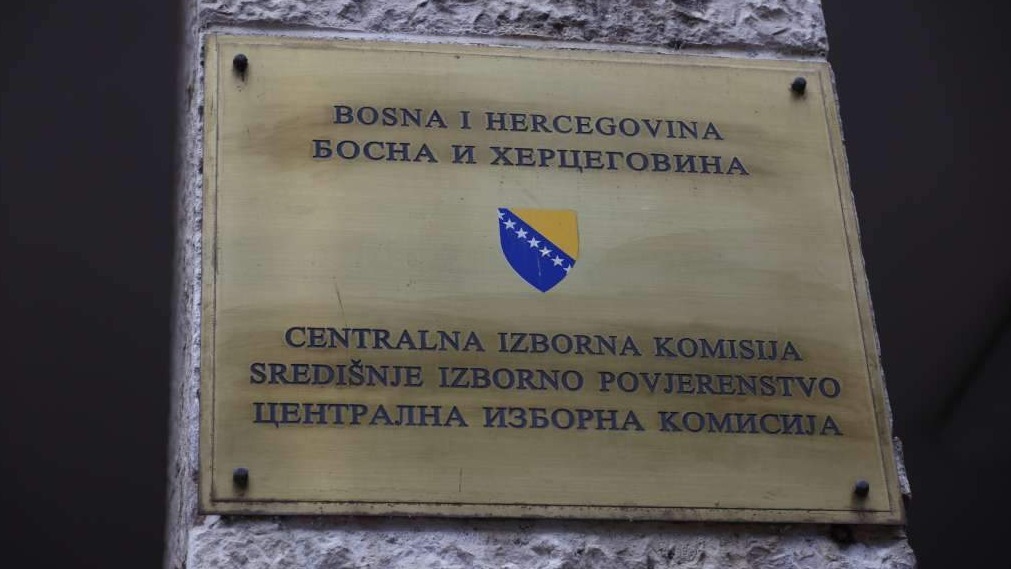 BOSNA I HERCEGOVINA
БОСНА И ХЕРЦЕГОВИНА
CENTRALNA IZBORNA KOMISIJA
SREDIŠNJE IZBORNO POVJERENSTVO
ЦЕНТРАЛНА ИЗБОРНА КОМИСИЈА